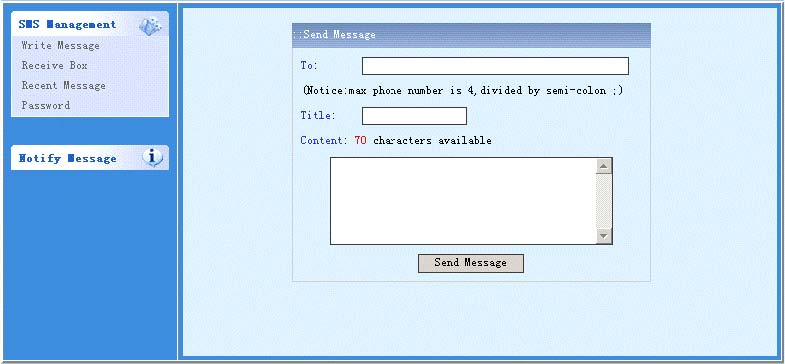 SMS Management
Write Message
Receive Box
Recent Message
Password
Notify Message
::Send Message
To:
(Notice:max phone number is 4,divided by semi-colon ;)
Title:
Content: 70 characters available
Send Message